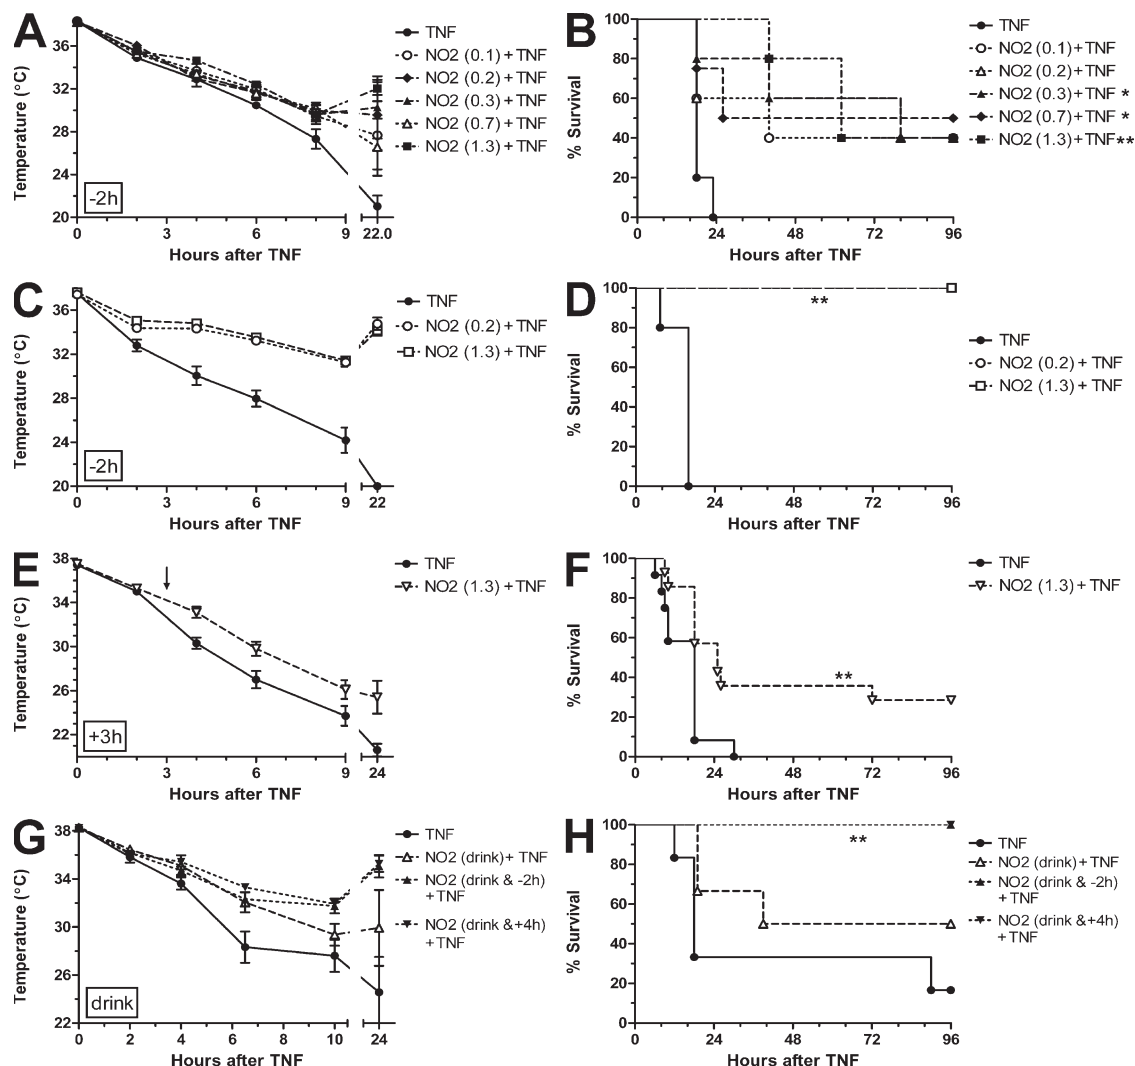 A
Temperature (°C)
36
32
28
24
20
-2h
0
3
6
9
22.0
Hours after TNF
TNF
NO2 (0.1) + TNF
NO2 (0.2) + TNF
NO2 (0.3) + TNF
NO2 (0.7) + TNF
NO2 (1.3) + TNF
B
% Survival
100
80
60
40
20
0
0
24
48
72
96
Hours after TNF
TNF
NO2 (0.1) + TNF
NO2 (0.2) + TNF
NO2 (0.3) + TNF *
NO2 (0.7) + TNF *
NO2 (1.3) + TNF **
C
Temperature (°C)
36
32
28
24
20
-2h
0
3
6
9
22
Hours after TNF
TNF
NO2 (0.2) + TNF
NO2 (1.3) + TNF
D
% Survival
100
80
60
40
20
0
**
0
24
48
72
96
Hours after TNF
TNF
NO2 (0.2) + TNF
NO2 (1.3) + TNF
E
Temperature (°C)
38
34
30
26
22
+3h
0
3
6
9
24
Hours after TNF
TNF
NO2 (1.3) + TNF
F
% Survival
100
80
60
40
20
0
**
0
24
48
72
96
Hours after TNF
TNF
NO2 (1.3) + TNF
G
Temperature (°C)
38
34
30
26
22
drink
0
2
4
6
8
10
24
Hours after TNF
TNF
NO2 (drink) + TNF
NO2 (drink & -2h)
+ TNF
NO2 (drink &+4h)
+ TNF
H
% Survival
100
80
60
40
20
0
**
0
24
48
72
96
Hours after TNF
TNF
NO2 (drink) + TNF
NO2 (drink & -2h)
+ TNF
NO2 (drink &+4h)
+ TNF